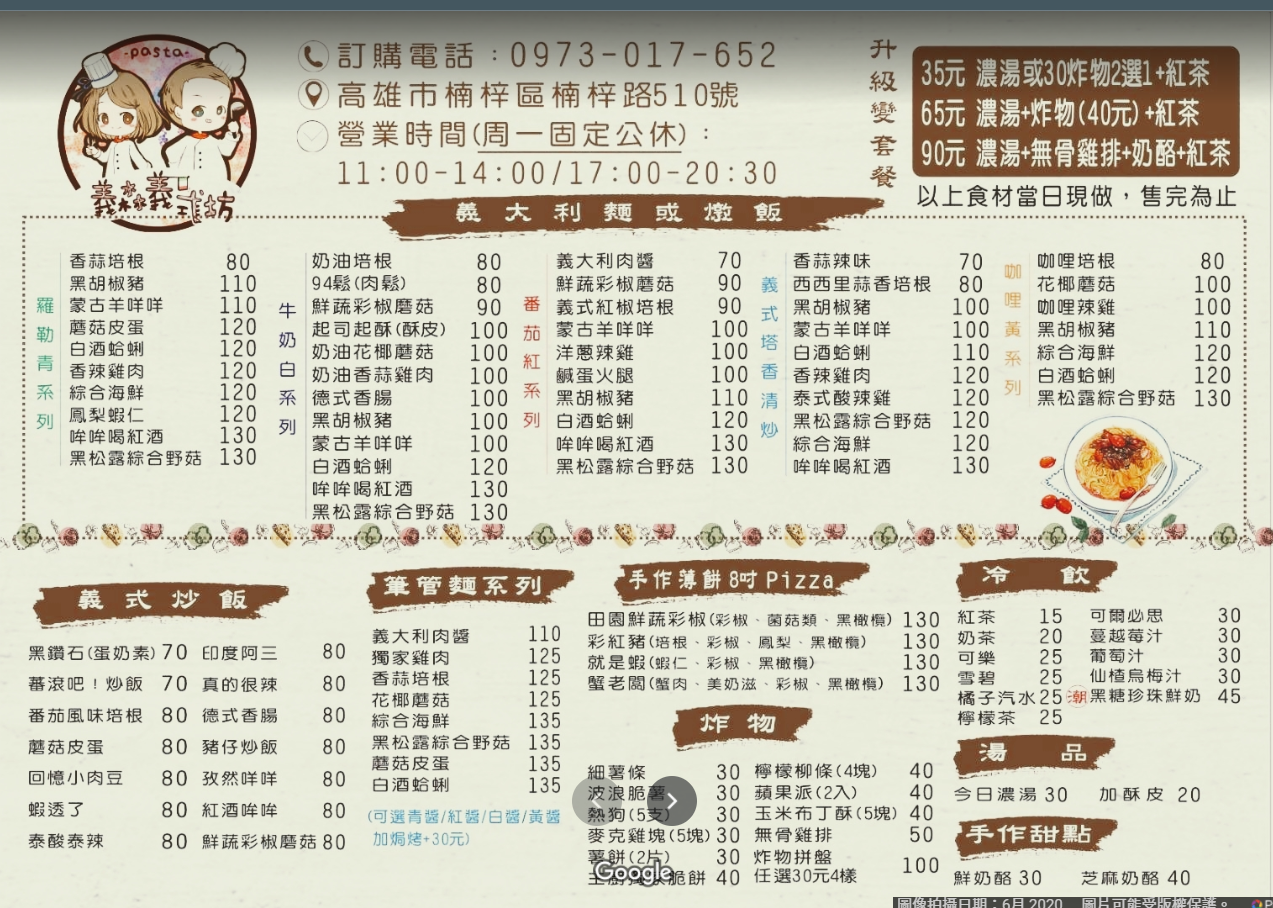 -pasta-
義森義式坊
訂購電話：0973-017-652
高雄市楠梓區楠梓路510號
營業時間(周一固定公休)：
11:00-14:00/17:00-20:30
升級變套餐
35元 濃湯或30炸物2選1+紅茶
65元 濃湯+炸物(40元)+紅茶
90元 濃湯+無骨雞排+奶酪+紅茶
以上食材當日現做，售完為止
義大利麵或燉飯
羅勒青系列
香蒜培根 80
黑胡椒豬 110
蒙古羊咩咩 110
蘑菇皮蛋 120
白酒蛤蜊 120
香辣雞肉 120
綜合海鮮 120
鳳梨蝦仁 120
哞哞喝紅酒 130
黑松露綜合野菇 130
牛奶白系列
奶油培根 80
94鬆(肉鬆) 80
鮮蔬彩椒蘑菇 90
起司起酥(酥皮) 100
奶油花椰蘑菇 100
奶油香蒜雞肉 100
德式香腸 100
黑胡椒豬 100
蒙古羊咩咩 100
白酒蛤蜊 120
哞哞喝紅酒 130
黑松露綜合野菇 130
番茄紅系列
義大利肉醬 70
鮮蔬彩椒蘑菇 90
義式紅椒培根 90
蒙古羊咩咩 100
洋蔥辣雞 100
鹹蛋火腿 100
黑胡椒豬 110
白酒蛤蜊 120
哞哞喝紅酒 130
黑松露綜合野菇 130
義式塔香清炒
香蒜辣味 70
西西里蒜香培根 80
黑胡椒豬 100
蒙古羊咩咩 100
白酒蛤蜊 110
香辣雞肉 120
泰式酸辣雞 120
黑松露綜合野菇 120
綜合海鮮 120
哞哞喝紅酒 130
咖哩黃系列
咖哩培根 80
花椰蘑菇 100
咖哩辣雞 100
黑胡椒豬 110
綜合海鮮 120
白酒蛤蜊 120
黑松露綜合野菇 130
義式炒飯
黑鑽石(蛋奶素) 70 印度阿三 80
蕃滾吧！炒飯 70 真的很辣 80
番茄風味培根 80 德式香腸 80
蘑菇皮蛋 80 豬仔炒飯 80
回憶小肉豆 80 孜然咩咩 80
蝦透了 80 紅酒哞哞 80
泰酸泰辣 80 鮮蔬彩椒蘑菇 80
筆管麵系列
義大利肉醬 110
獨家雞肉 125
香蒜培根 125
花椰蘑菇 125
綜合海鮮 135
黑松露綜合野菇 135
蘑菇皮蛋 135
白酒蛤蜊 135
(可選青醬/紅醬/白醬/黃醬
加焗烤+30元)
手作薄餅8吋Pizza
田園鮮蔬彩椒(彩椒、菌菇類、黑橄欖) 130
彩紅豬(培根、彩椒、鳳梨、黑橄欖) 130
就是蝦(蝦仁、彩椒、黑橄欖) 130
蟹老闆(蟹肉、美奶滋、彩椒、黑橄欖) 130
炸物
細薯條 30 檸檬柳條(4塊) 40
波浪脆薯 30 蘋果派(2入) 40
熱狗(5支) 30 玉米布丁酥(5塊) 40
麥克雞塊(5塊) 30 無骨雞排 50
薯餅(2片) 30 炸物拼盤
脆餅 40 任選30元4樣 100
冷飲
紅茶 15 可爾必思 30
奶茶 20 蔓越莓汁 30
可樂 25 葡萄汁 30
雪碧 25 仙楂烏梅汁 30
橘子汽水 25 潮 黑糖珍珠鮮奶 45
檸檬茶 25
湯品
今日濃湯 30 加酥皮 20
手作甜點
鮮奶酪 30 芝麻奶酪 40
Google
圖像拍攝日期：6月 2020 圖片可能受版權保護。